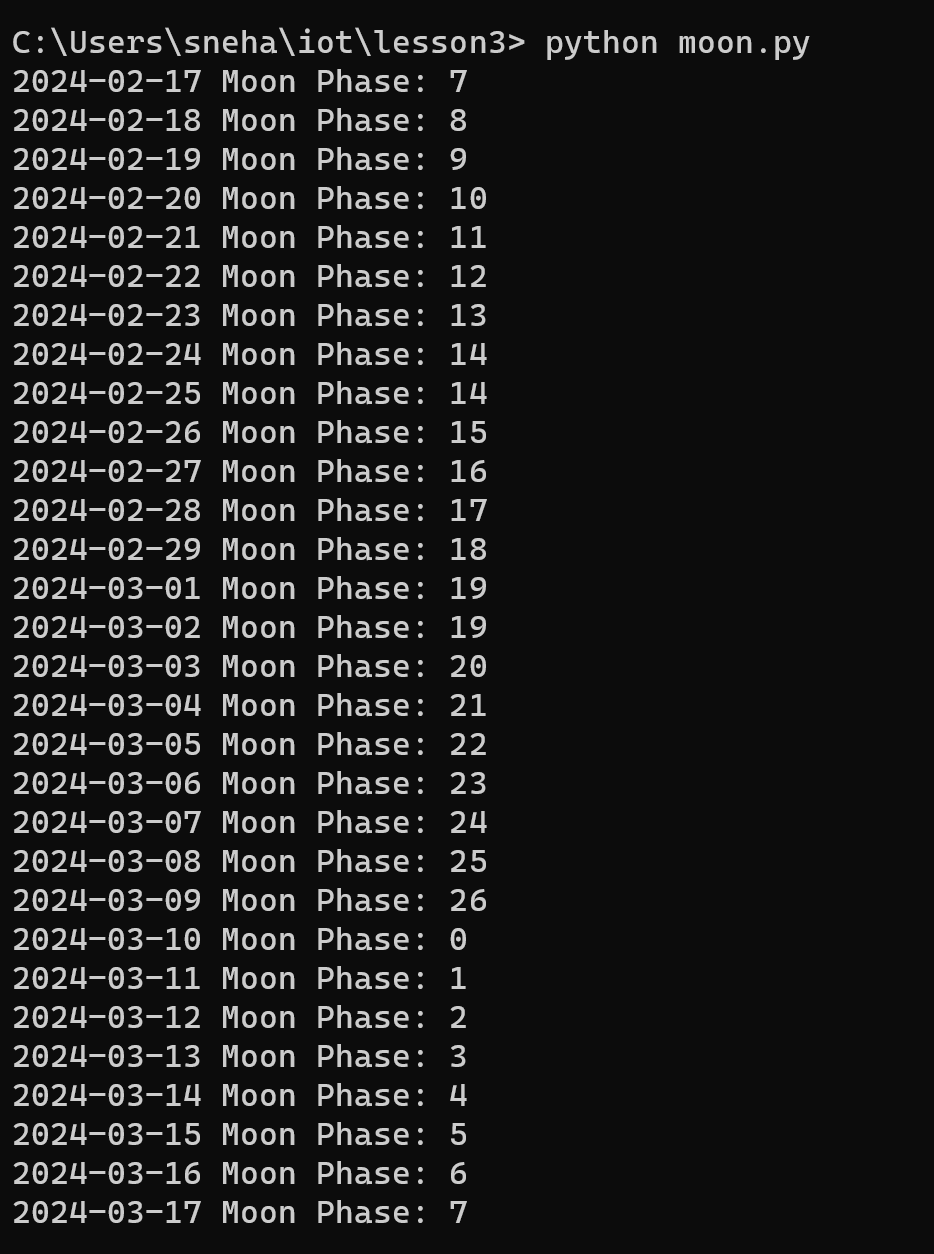 C:\Users\sneha\iot\lesson3> python moon.py
2024-02-17 Moon Phase: 7
2024-02-18 Moon Phase: 8
2024-02-19 Moon Phase: 9
2024-02-20 Moon Phase: 10
2024-02-21 Moon Phase: 11
2024-02-22 Moon Phase: 12
2024-02-23 Moon Phase: 13
2024-02-24 Moon Phase: 14
2024-02-25 Moon Phase: 14
2024-02-26 Moon Phase: 15
2024-02-27 Moon Phase: 16
2024-02-28 Moon Phase: 17
2024-02-29 Moon Phase: 18
2024-03-01 Moon Phase: 19
2024-03-02 Moon Phase: 19
2024-03-03 Moon Phase: 20
2024-03-04 Moon Phase: 21
2024-03-05 Moon Phase: 22
2024-03-06 Moon Phase: 23
2024-03-07 Moon Phase: 24
2024-03-08 Moon Phase: 25
2024-03-09 Moon Phase: 26
2024-03-10 Moon Phase: 0
2024-03-11 Moon Phase: 1
2024-03-12 Moon Phase: 2
2024-03-13 Moon Phase: 3
2024-03-14 Moon Phase: 4
2024-03-15 Moon Phase: 5
2024-03-16 Moon Phase: 6
2024-03-17 Moon Phase: 7